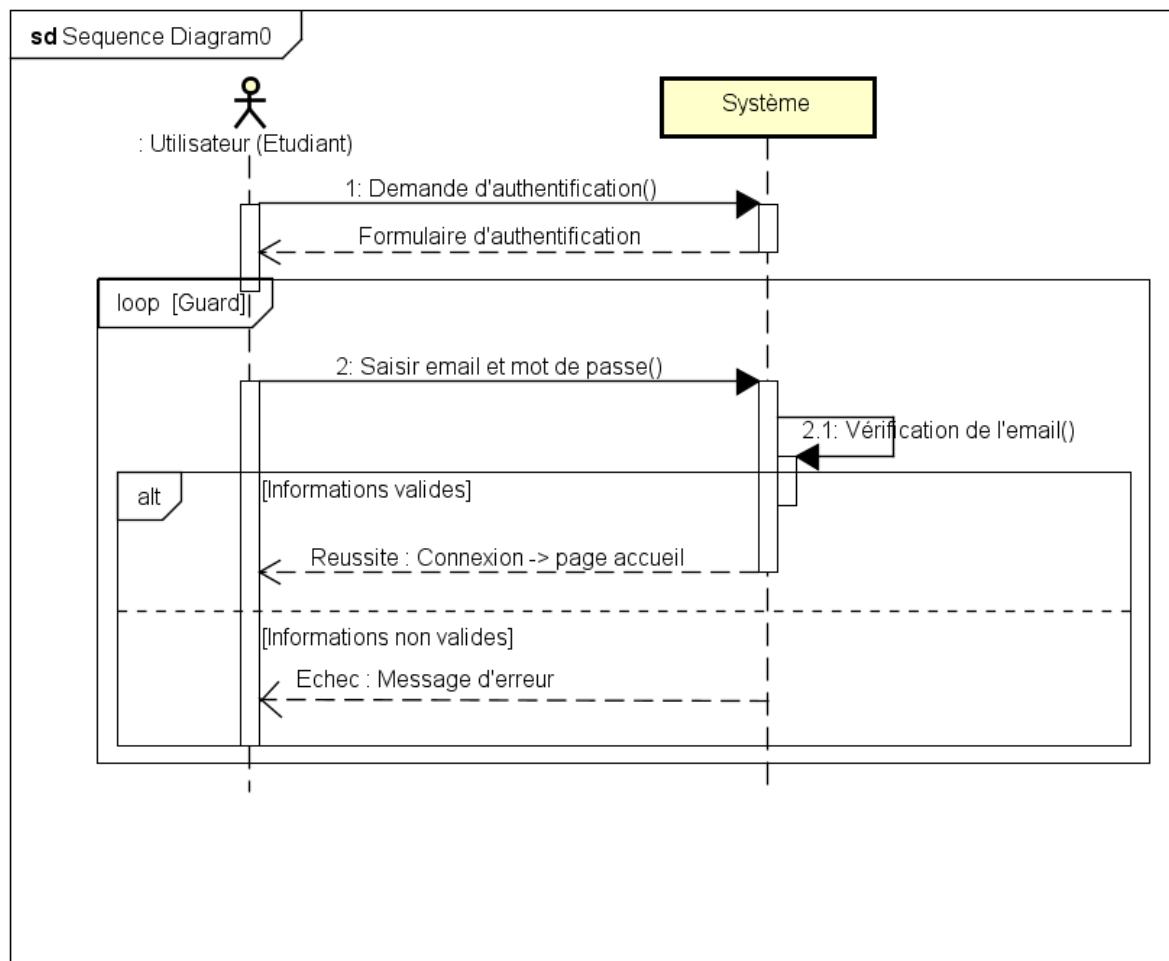 sd Sequence Diagram0
Système
: Utilisateur (Etudiant)
1: Demande d'authentification()
Formulaire d'authentification
loop [Guard]
2: Saisir email et mot de passe()
2.1: Vérification de l'email()
alt
[Informations valides]
Reussite : Connexion -> page accueil
[Informations non valides]
Echec : Message d'erreur